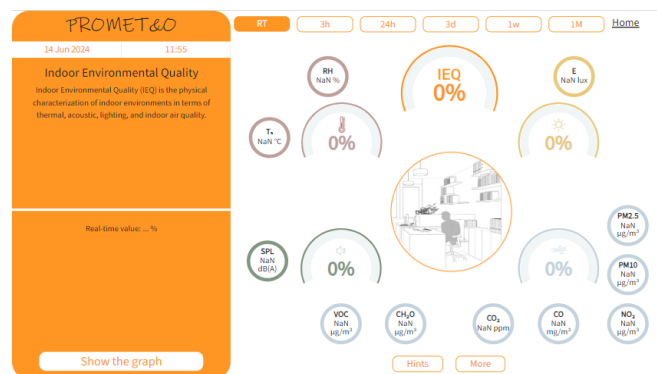 PROMET&O
RT
3h
24h
3d
1w
1M
Home
14 Jun 2024
11:55
Indoor Environmental Quality
Indoor Environmental Quality (IEQ) is the physical
characterization of indoor environments in terms of
thermal, acoustic, lighting, and indoor air quality.
Real-time value: ... %
Show the graph
RH
NaN %
IEQ
0%
E
NaN lux
Tₐ
NaN °C
0%
0%
SPL
NaN
dB(A)
0%
0%
PM2.5
NaN
µg/m³
PM10
NaN
µg/m³
VOC
NaN
µg/m³
CH₂O
NaN
µg/m³
CO₂
NaN ppm
CO
NaN
mg/m³
NO₂
NaN
µg/m³
Hints
More